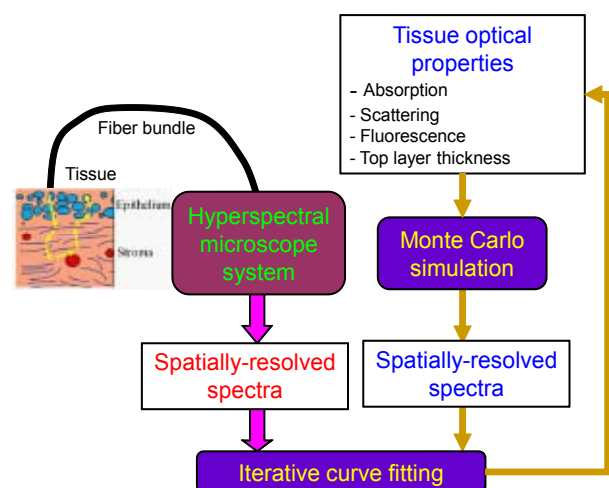 Tissue optical
properties
- Absorption
- Scattering
- Fluorescence
- Top layer thickness
Fiber bundle
Tissue
Epithelium
Stroma
Hyperspectral
microscope
system
Monte Carlo
simulation
Spatially-resolved
spectra
Spatially-resolved
spectra
Iterative curve fitting